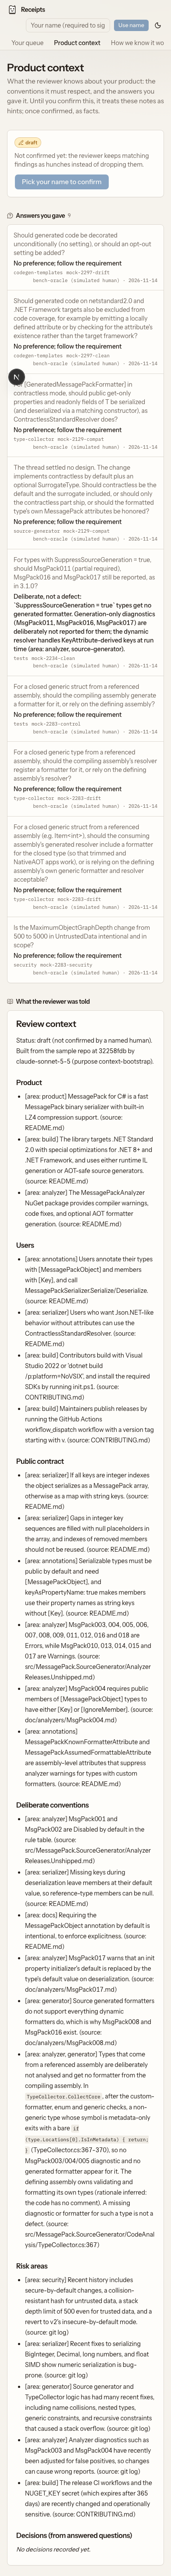 Receipts
Your name (required to sig
Use name
Your queue
Product context
How we know it wo
Product context
What the reviewer knows about your product: the
conventions it must respect, and the answers you
gave it. Until you confirm this, it treats these notes as
hints; once confirmed, as facts.
draft
Not confirmed yet: the reviewer keeps matching
findings as concerns instead of dropping them.
Pick your name to confirm
Answers you gave 9
Should generated code be decorated
unconditionally (no setting), or should an opt-out
setting be added?
No preference; follow the requirement
codegen-templates mock-2297-drift
bench-oracle (simulated human) · 2026-11-14
Should generated code on netstandard2.0 and
.NET Framework targets also be excluded from
code coverage, for example by emitting a locally
defined attribute or by checking for the attribute's
existence rather than the target framework?
No preference; follow the requirement
codegen-templates mock-2297-clean
bench-oracle (simulated human) · 2026-11-14
N
[GeneratedMessagePackFormatter] in
contractless mode, should public get-only
properties and readonly fields of T be serialized
(and deserialized via a matching constructor), as
ContractlessStandardResolver does?
No preference; follow the requirement
type-collector mock-2129-compat
bench-oracle (simulated human) · 2026-11-14
The thread settled no design. The change
implements contractless by default plus an
optional SuppressType. Should contractless be the
default and the surrogate included, or should only
the surrogate path exist, or should the formatted
type's own MessagePack attributes be honored?
No preference; follow the requirement
source-generator mock-2129-compat
bench-oracle (simulated human) · 2026-11-14
For types with SuppressSourceGeneration = true,
should MsgPack011 (partial required),
MsgPack016 and MsgPack017 still be reported, as
in 3.1.0?
Deliberate, not a defect:
`SuppressSourceGeneration = true` types get no
generated formatter. Generator-only diagnostics
(MsgPack011, MsgPack016, MsgPack017) are
deliberately not reported for them; the dynamic
resolver handles KeyAttribute-derived keys at run
time (area: analyzer, source-generator).
tests mock-2234-clean
bench-oracle (simulated human) · 2026-11-14
For a closed generic struct from a referenced
assembly, should the compiling assembly generate
a formatter for it, or rely on the defining assembly?
No preference; follow the requirement
tests mock-2283-control
bench-oracle (simulated human) · 2026-11-14
For a closed generic type from a referenced
assembly, should the compiling assembly's resolver
register a formatter for it, or rely on the defining
assembly's resolver?
No preference; follow the requirement
type-collector mock-2283-drift
bench-oracle (simulated human) · 2026-11-14
For a closed generic struct from a referenced
assembly (e.g. Item<int>), should the consuming
assembly's generated resolver include a formatter
for the closed type (so that trimmed and
NativeAOT apps work), or is relying on the defining
assembly's own generic formatter and resolver
acceptable?
No preference; follow the requirement
type-collector mock-2283-drift
bench-oracle (simulated human) · 2026-11-14
Is the MaximumObjectGraphDepth change from
500 to 5000 in UntrustedData intentional and in
scope?
No preference; follow the requirement
security mock-2283-security
bench-oracle (simulated human) · 2026-11-14
What the reviewer was told
Review context
Status: draft (not confirmed by a named human).
Built from the sample repo at 322581db by
claude-sonnet-5-5 (purpose context-bootstrap).
Product
• [area: product] MessagePack for C# is a fast
MessagePack binary serializer with built-in
LZ4 compression support. (source:
README.md)
• [area: build] The library targets .NET Standard
2.0 with special optimizations for .NET 8+ and
.NET Framework, and uses either runtime IL
generation or AOT-safe source generators.
(source: README.md)
• [area: analyzer] The MessagePackAnalyzer
NuGet package provides compiler warnings,
code fixes, and optional AOT formatter
generation. (source: README.md)
Users
• [area: annotations] Users annotate their types
with [MessagePackObject] and members
with [Key], and call
MessagePackSerializer.Serialize/Deserialize.
(source: README.md)
• [area: serializer] Users who want Json.NET-like
behavior without attributes can use the
ContractlessStandardResolver. (source:
README.md)
• [area: build] Contributors build with Visual
Studio 2022 or 'dotnet build
/p:platform=NoVSIX', and install the required
SDKs by running init.ps1. (source:
CONTRIBUTING.md)
• [area: build] Maintainers publish releases by
running the GitHub Actions
workflow_dispatch workflow with a version tag
starting with v. (source: CONTRIBUTING.md)
Public contract
• [area: serializer] If all keys are integer indexes
the object serializes as a MessagePack array,
otherwise as a map with string keys. (source:
README.md)
• [area: serializer] Gaps in integer key
sequences are filled with null placeholders in
the array, and indexes of removed members
should not be reused. (source: README.md)
• [area: annotations] Serializable types must be
public by default and need
[MessagePackObject], and
keyAsPropertyName: true makes members
use their property names as string keys
without [Key]. (source: README.md)
• [area: analyzer] MsgPack003, 004, 005, 006,
007, 008, 009, 011, 012, 016 and 018 are
Errors, while MsgPack010, 013, 014, 015 and
017 are Warnings. (source:
src/MessagePack.SourceGenerator/Analyzer
Releases.Unshipped.md)
• [area: analyzer] MsgPack004 requires public
members of [MessagePackObject] types to
have either [Key] or [IgnoreMember]. (source:
doc/analyzers/MsgPack004.md)
• [area: annotations]
MessagePackKnownFormatterAttribute and
MessagePackAssumedFormattableAttribute
are assembly-level attributes that suppress
analyzer warnings for types with custom
formatters. (source: README.md)
Deliberate conventions
• [area: analyzer] MsgPack001 and
MsgPack002 are Disabled by default in the
rule table. (source:
src/MessagePack.SourceGenerator/Analyzer
Releases.Unshipped.md)
• [area: serializer] Missing keys during
deserialization leave members at their default
value, so reference-type members can be null.
(source: README.md)
• [area: docs] Requiring the
MessagePackObject annotation by default is
intentional, to enforce explicitness. (source:
README.md)
• [area: analyzer] MsgPack017 warns that an init
property initializer's default is replaced by the
type's default value on deserialization. (source:
doc/analyzers/MsgPack017.md)
• [area: generator] Source generated formatters
do not support everything dynamic
formatters do, which is why MsgPack008 and
MsgPack016 exist. (source:
doc/analyzers/MsgPack008.md)
• [area: analyzer, generator] Types that come
from a referenced assembly are deliberately
not analyzed and get no formatter from the
compiling assembly. In
TypeCollector.CollectCore, after the custom-
formatter, enum and generic checks, a non-
generic type whose symbol is metadata-only
exits with a bare if
(type.Locations[0].IsInMetadata) { return;
} (TypeCollector.cs:367-370), so no
MsgPack003/004/005 diagnostic and no
generated formatter appear for it. The
defining assembly owns validating and
formatting its own types (rationale inferred:
the code has no comment). A missing
diagnostic or formatter for such a type is not a
defect. (source:
src/MessagePack.SourceGenerator/CodeAnal
ysis/TypeCollector.cs:367)
Risk areas
• [area: security] Recent history includes
secure-by-default changes, a collision-
resistant hash for untrusted data, a stack
depth limit of 500 even for trusted data, and a
revert to v2's insecure-by-default mode.
(source: git log)
• [area: serializer] Recent fixes to serializing
BigInteger, Decimal, long numbers, and float
SIMD show numeric serialization is bug-
prone. (source: git log)
• [area: generator] Source generator and
TypeCollector logic has had many recent fixes,
including name collisions, nested types,
generic constraints, and recursive constraints
that caused a stack overflow. (source: git log)
• [area: analyzer] Analyzer diagnostics such as
MsgPack003 and MsgPack004 have recently
been adjusted for false positives, so changes
can cause wrong reports. (source: git log)
• [area: build] The release CI workflows and the
NUGET_KEY secret (which expires after 365
days) are recently changed and operationally
sensitive. (source: CONTRIBUTING.md)
Decisions (from answered questions)
No decisions recorded yet.